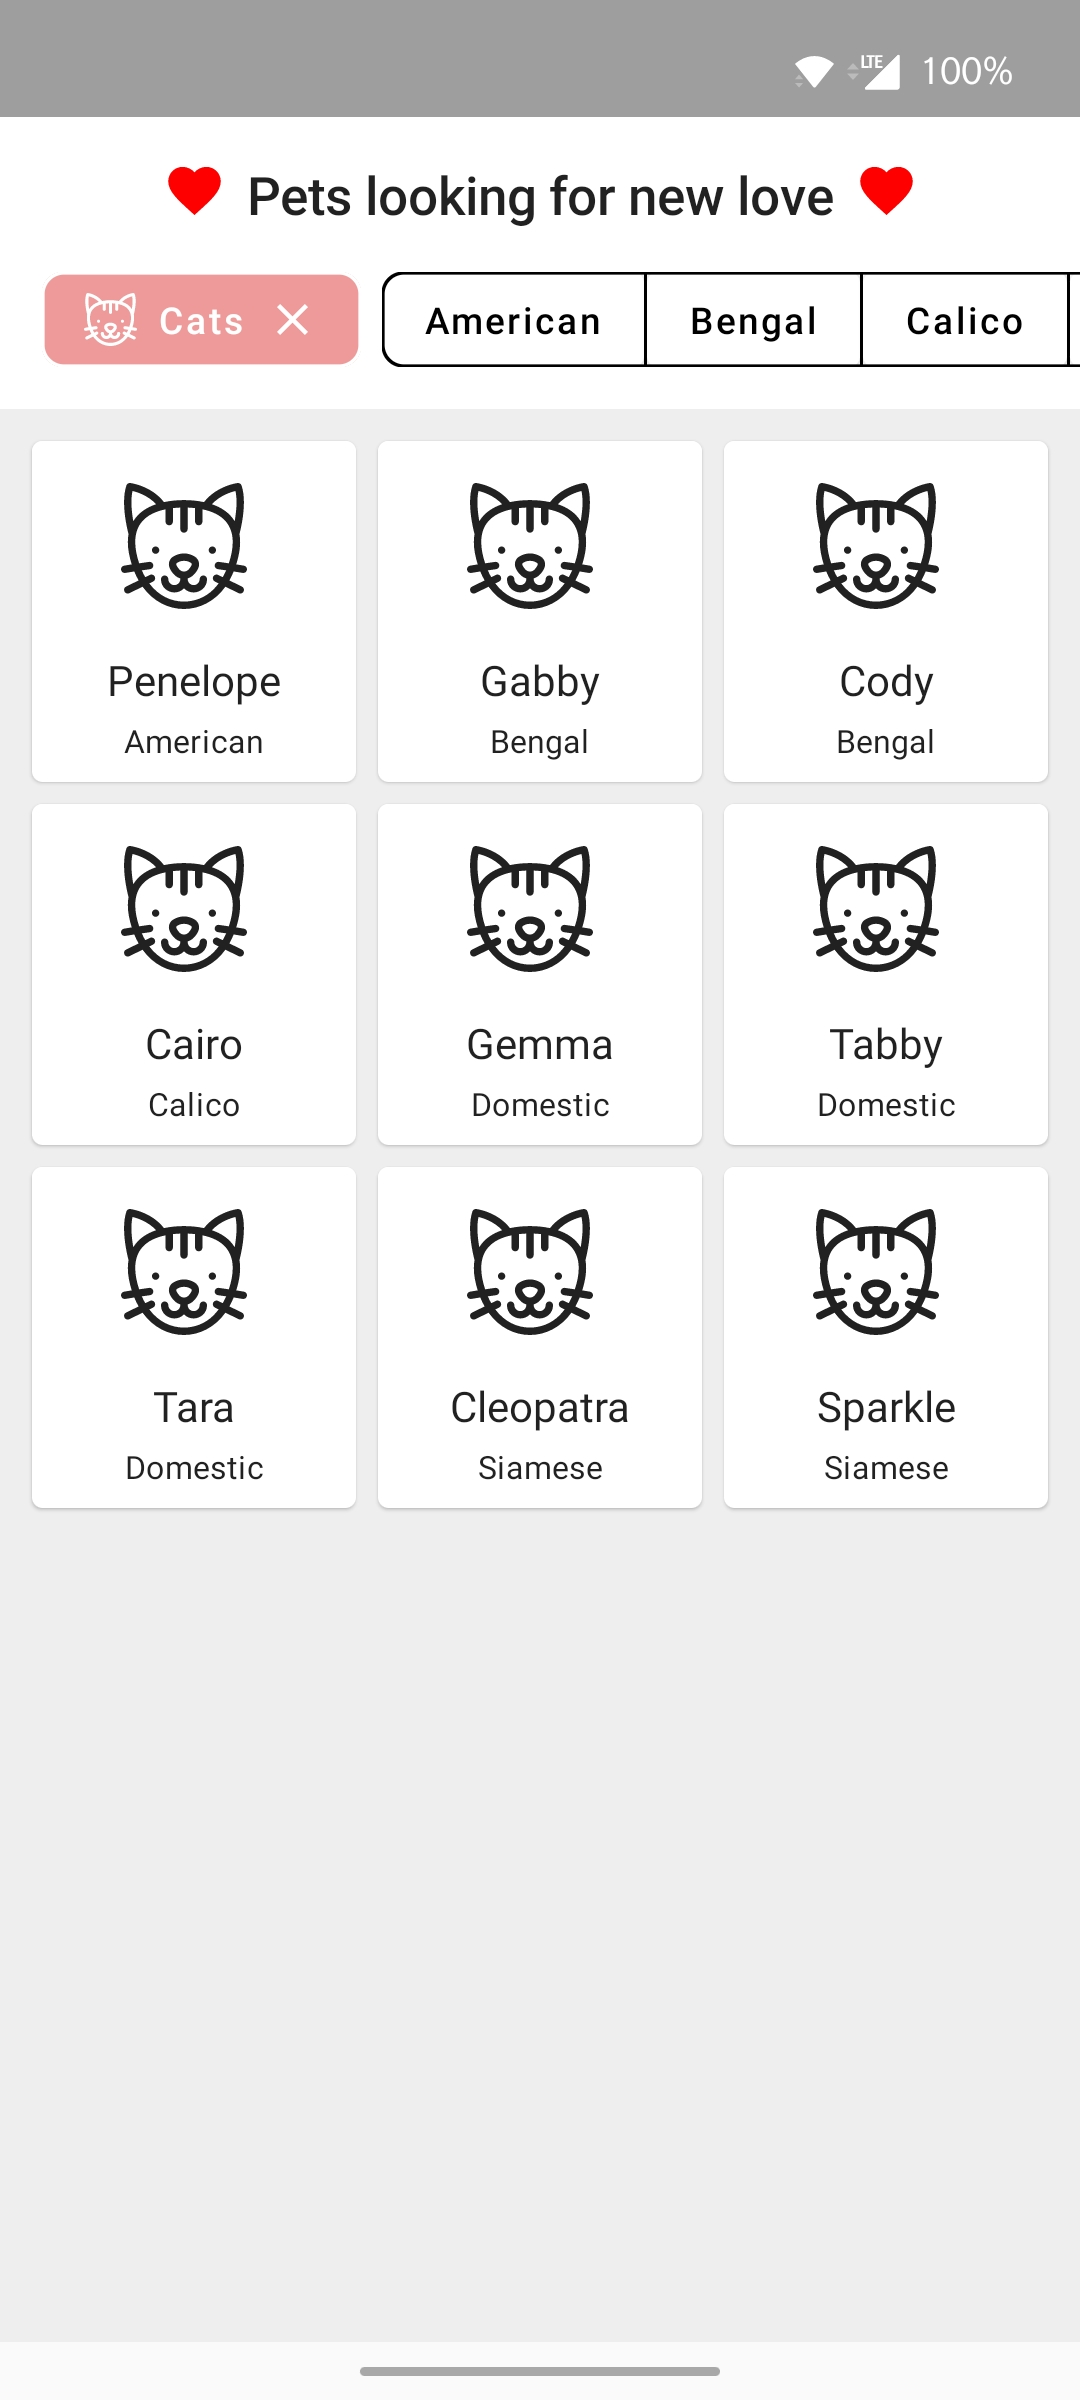 LTE 100%
Pets looking for new love
Cats American Bengal Calico
Penelope Gabby Cody
American Bengal Bengal
Cairo Gemma Tabby
Calico Domestic Domestic
Tara Cleopatra Sparkle
Domestic Siamese Siamese